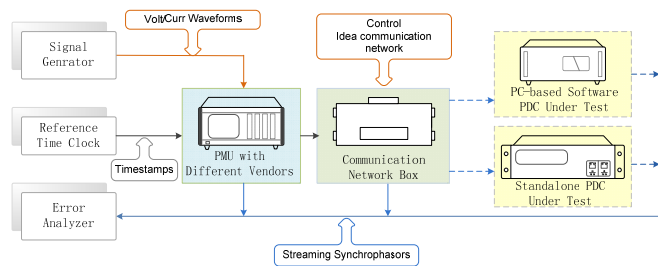 Volt/Curr Waveforms
Control
Idea communication
network
Signal
Genrator
PC-based Software
PDC Under Test
Reference
Time Clock
Timestamps
PMU with
Different Vendors
Communication
Network Box
Standalone PDC
Under Test
Error
Analyzer
Streaming Synchrophasors